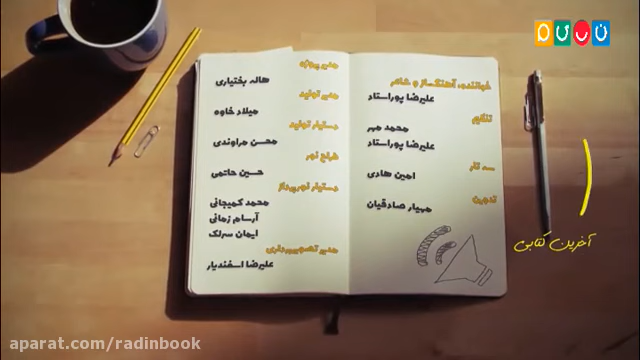 خواننده، آهنگساز و شاعر
علیرضا پوراستاد
تنظیم
محمد مهر
علیرضا پوراستاد
سه تار
امین هادی
تدوین
مهیار صادقیان
مدیر پروژه
هاله بختیاری
مدیر تولید
میلاد خاوه
دستیار تولید
محسن مراوندی
طراح نور
حسین حاتمی
دستیار نورپرداز
محمد کمیجانی
آرسام زمانی
ایمان سرلک
مدیر تصویربرداری
علیرضا اسفندیار
آخرین کتابی
aparat.com/radinbook